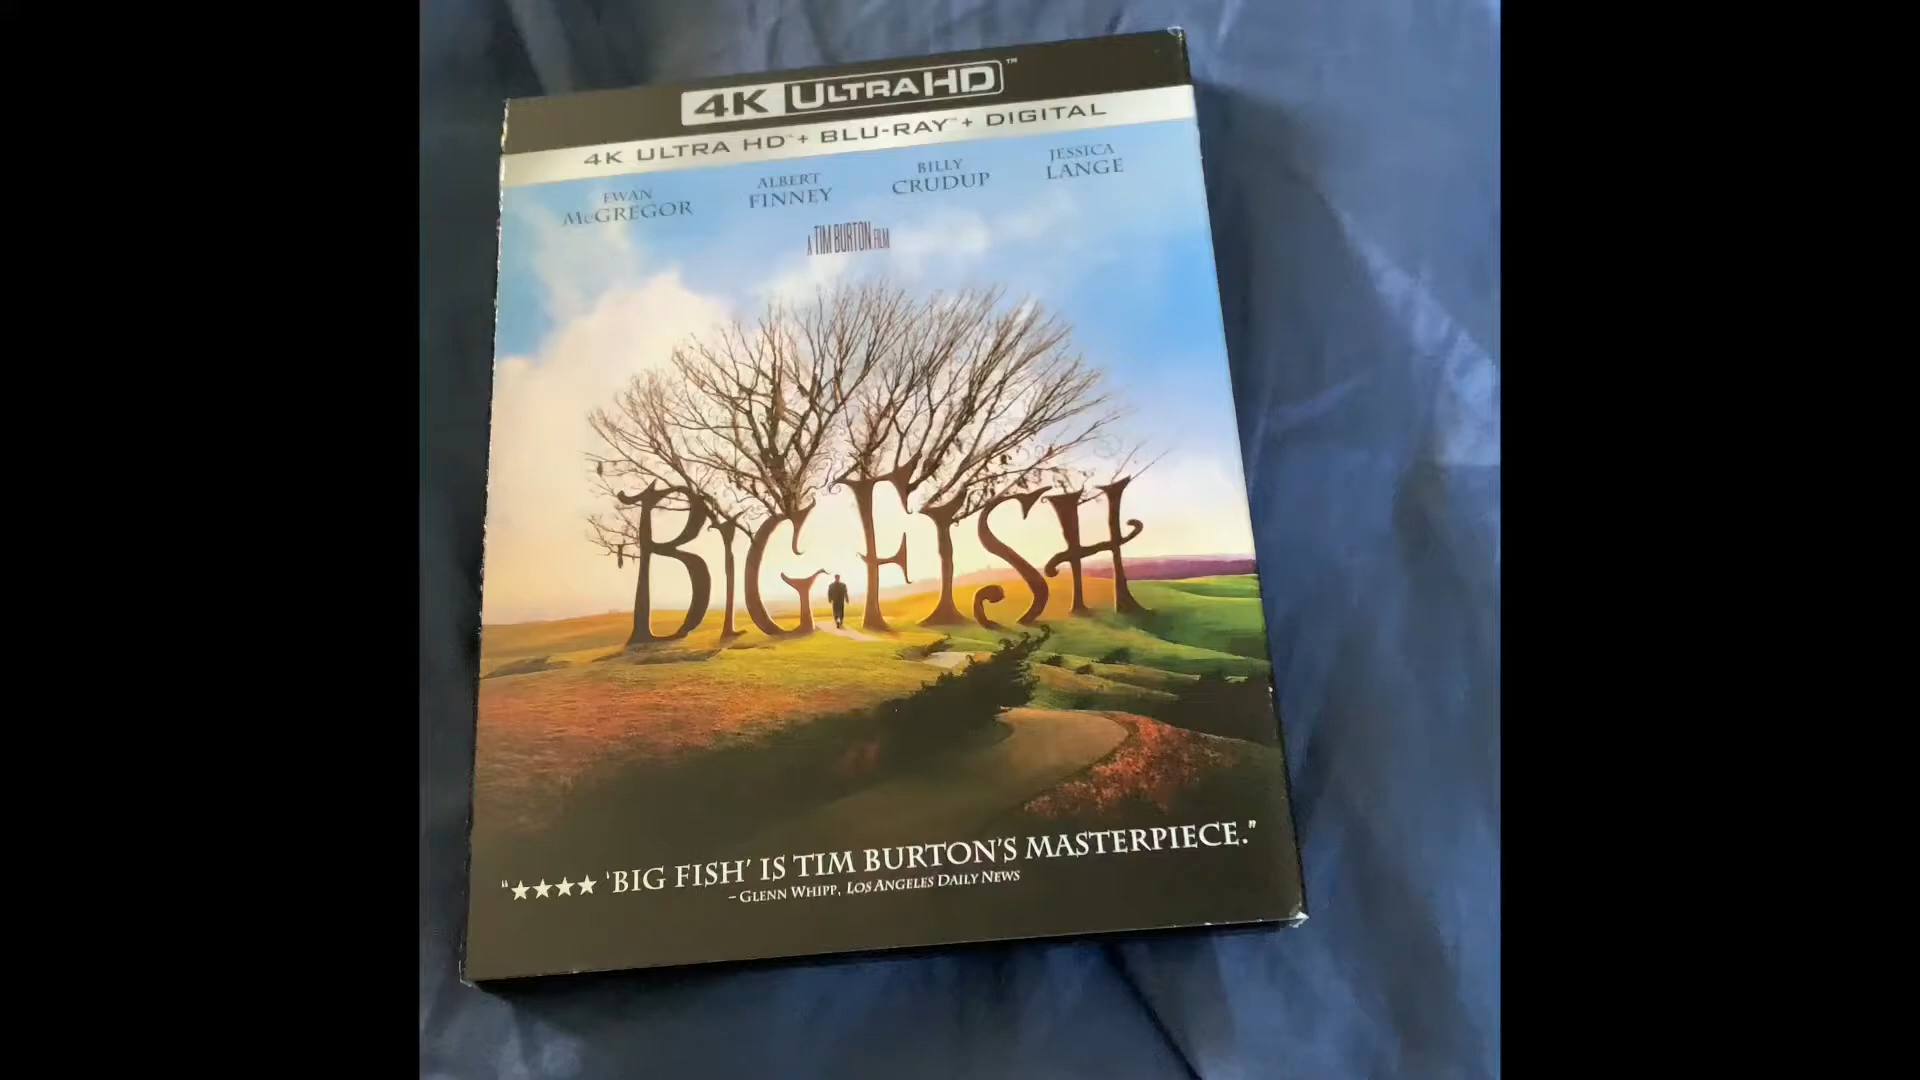 4K ULTRAHD™
4K ULTRA HD™ + BLU-RAY™ + DIGITAL
EWAN McGREGOR
ALBERT FINNEY
BILLY CRUDUP
JESSICA LANGE
A TIM BURTON FILM
BIG FISH
"★★★★ 'BIG FISH' IS TIM BURTON'S MASTERPIECE."
– GLENN WHIPP, LOS ANGELES DAILY NEWS